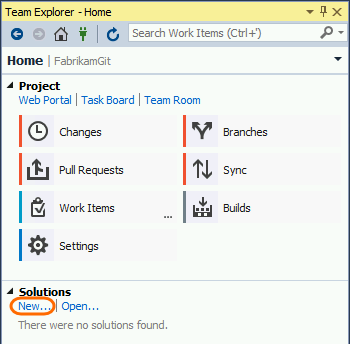 Team Explorer - Home
Search Work Items (Ctrl+')
Home | FabrikamGit
Project
Web Portal | Task Board | Team Room
Changes
Branches
Pull Requests
Sync
Work Items
...
Builds
Settings
Solutions
New... | Open...
There were no solutions found.